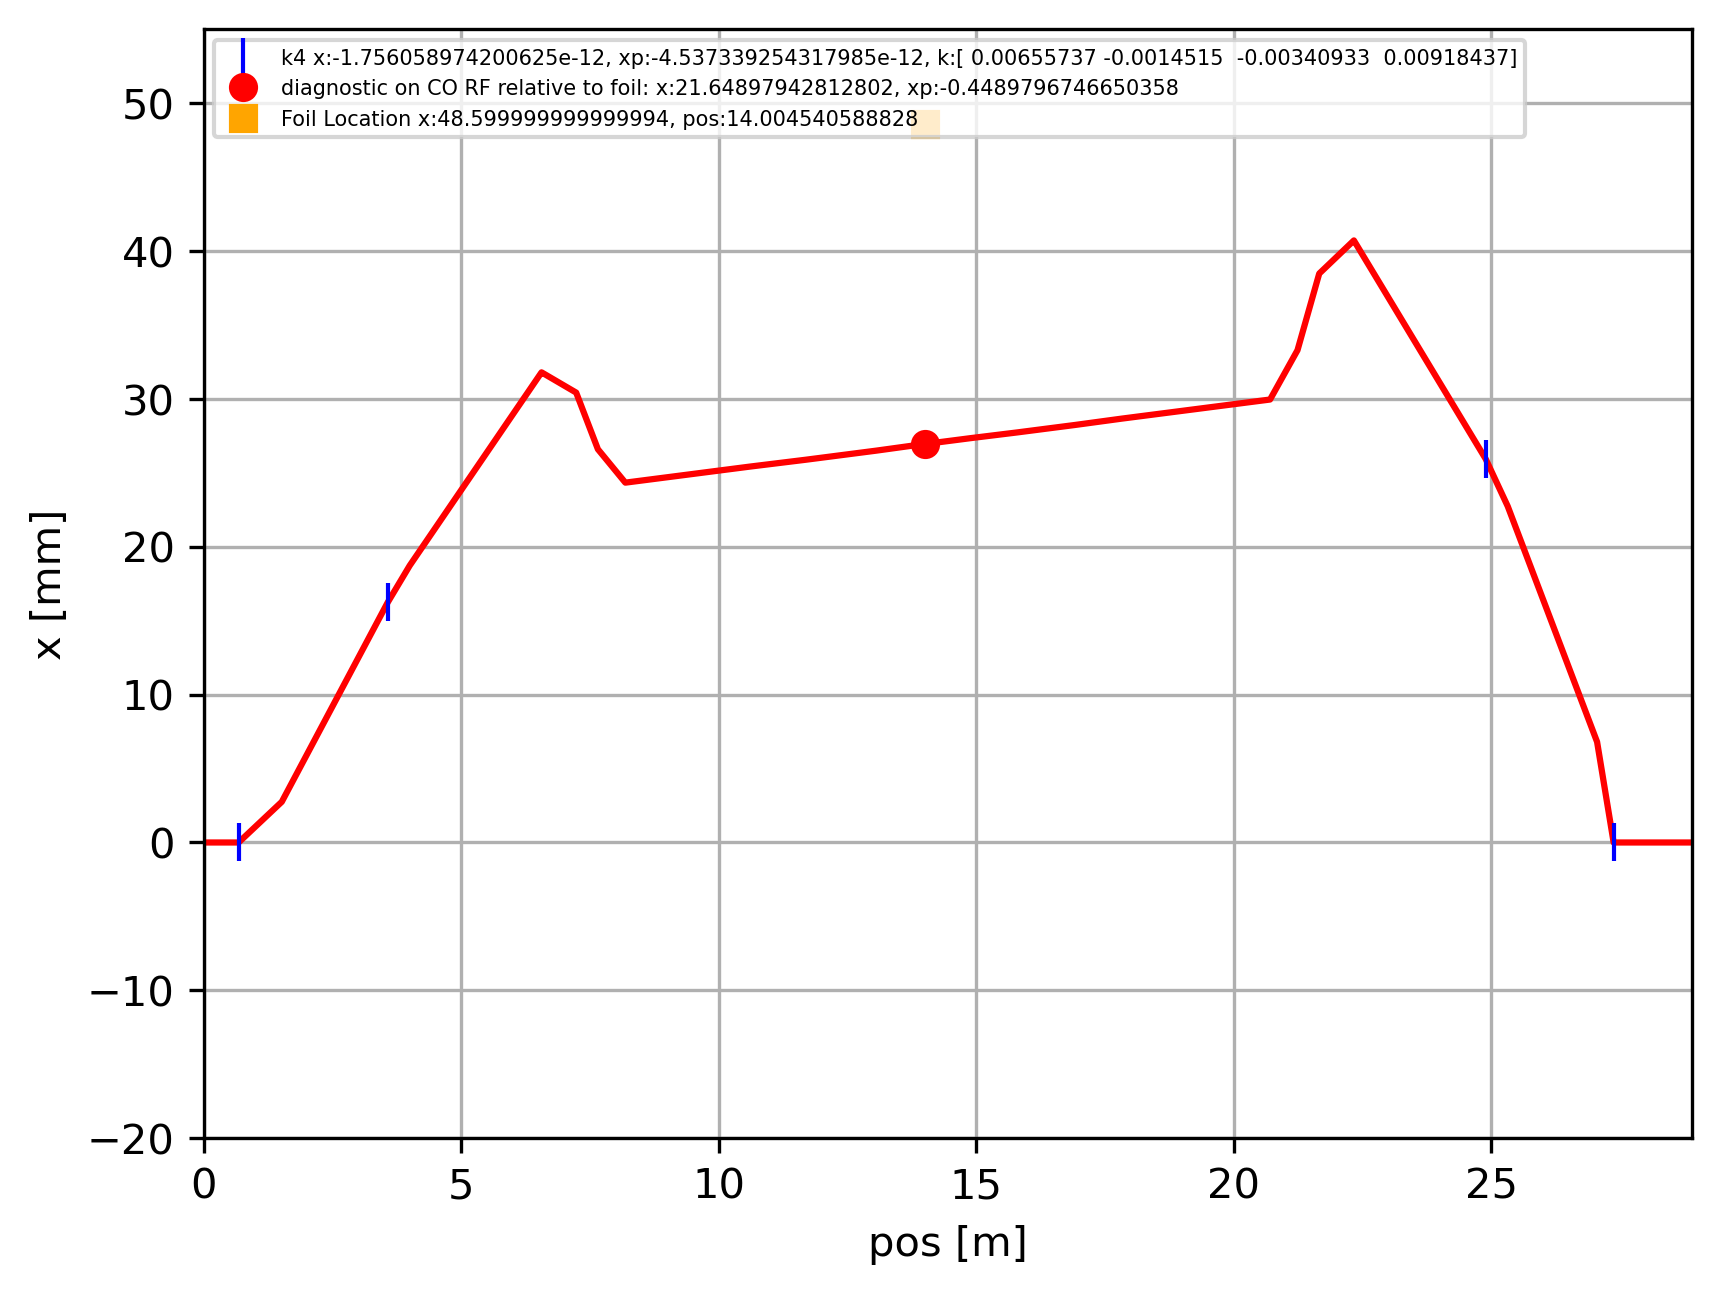 k4 x:-1.756058974200625e-12, xp:-4.537339254317985e-12, k:[ 0.00655737 -0.0014515  -0.00340933  0.00918437]
diagnostic on CO RF relative to foil: x:21.64897942812802, xp:-0.4489796746650358
Foil Location x:48.599999999999994, pos:14.004540588828
50
40
30
20
10
0
−10
−20
x [mm]
0 5 10 15 20 25
pos [m]